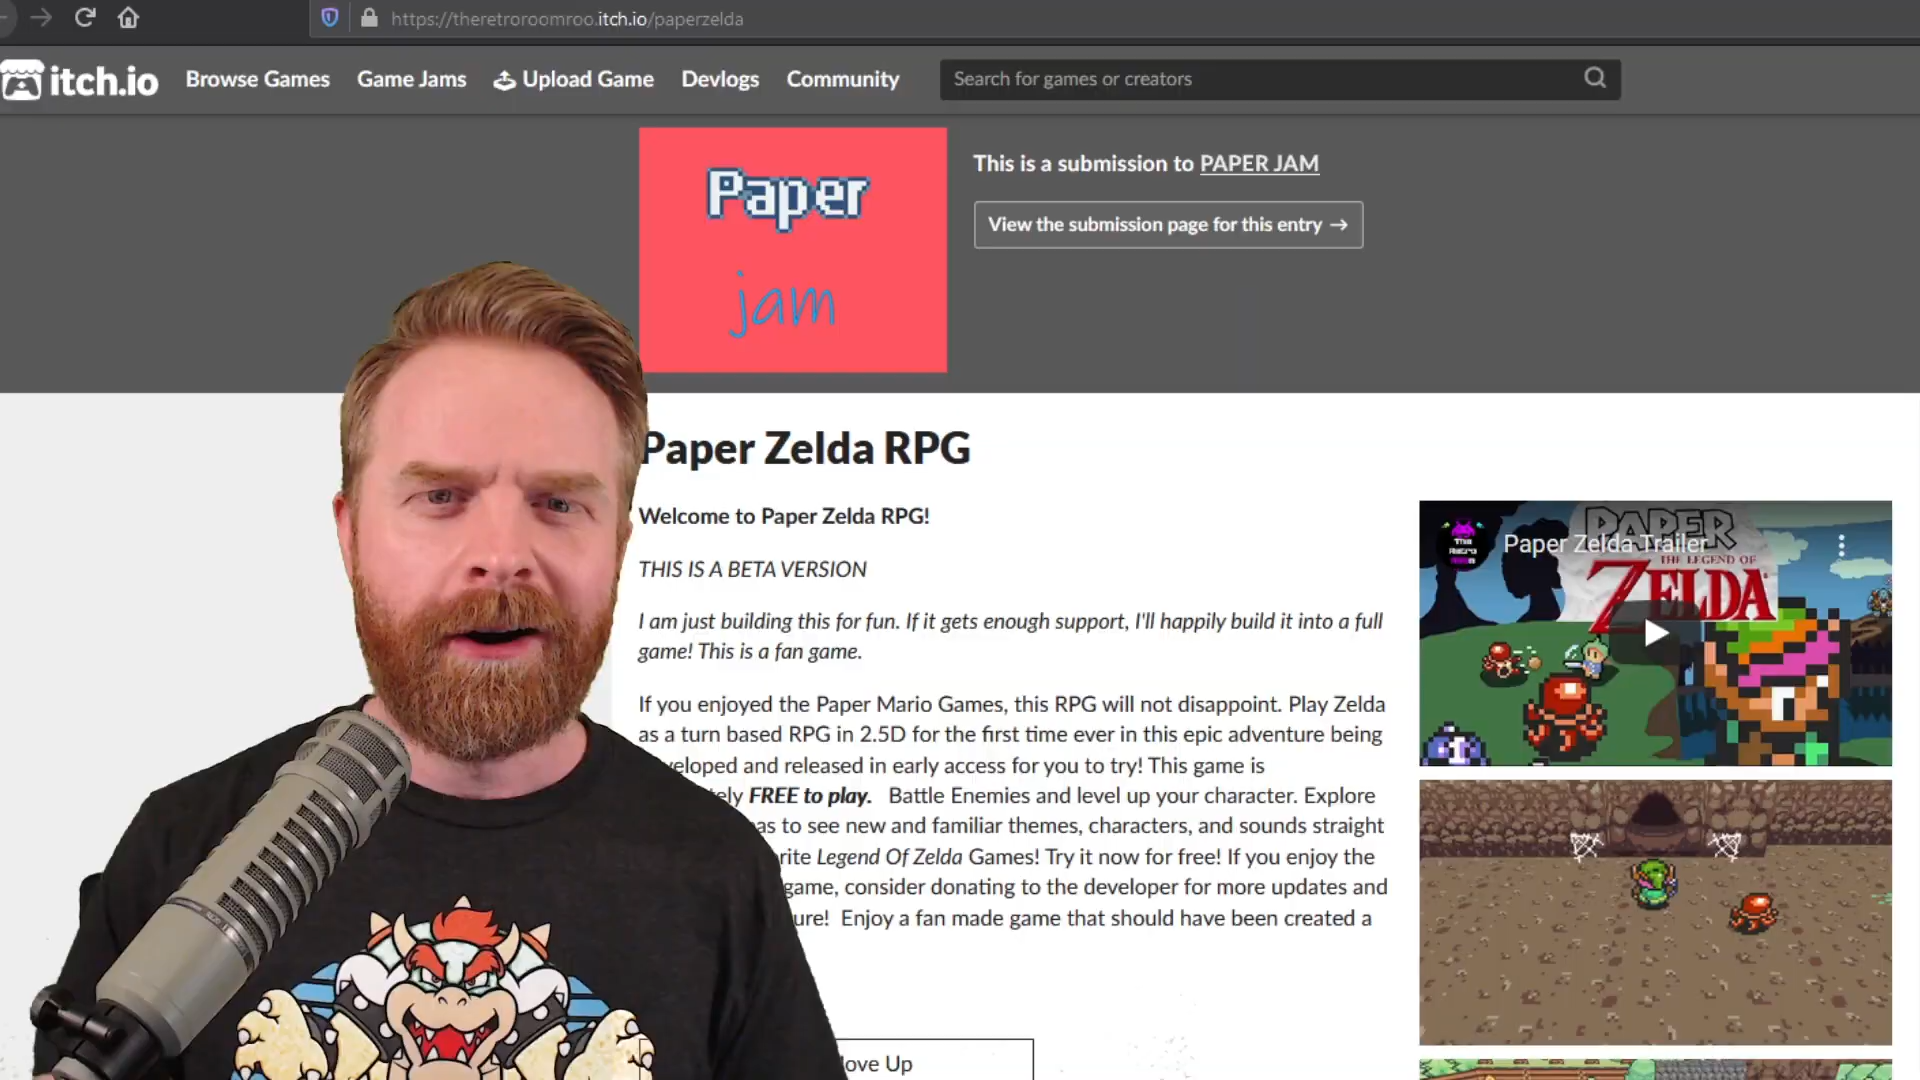 https://theretroroomroo.itch.io/paperzelda
itch.io Browse Games Game Jams Upload Game Devlogs Community Search for games or creators
Paper
jam
This is a submission to PAPER JAM
View the submission page for this entry →
Paper Zelda RPG
Welcome to Paper Zelda RPG!
THIS IS A BETA VERSION
I am just building this for fun. If it gets enough support, I'll happily build it into a full
game! This is a fan game.
If you enjoyed the Paper Mario Games, this RPG will not disappoint. Play Zelda
as a turn based RPG in 2.5D for the first time ever in this epic adventure being
and released in early access for you to try! This game is
FREE to play. Battle Enemies and level up your character. Explore
to see new and familiar themes, characters, and sounds straight
Legend Of Zelda Games! Try it now for free! If you enjoy the
game, consider donating to the developer for more updates and
Enjoy a fan made game that should have been created a
Up
PAPER
Paper Zelda Trailer
THE LEGEND OF
ZELDA
The
Retro